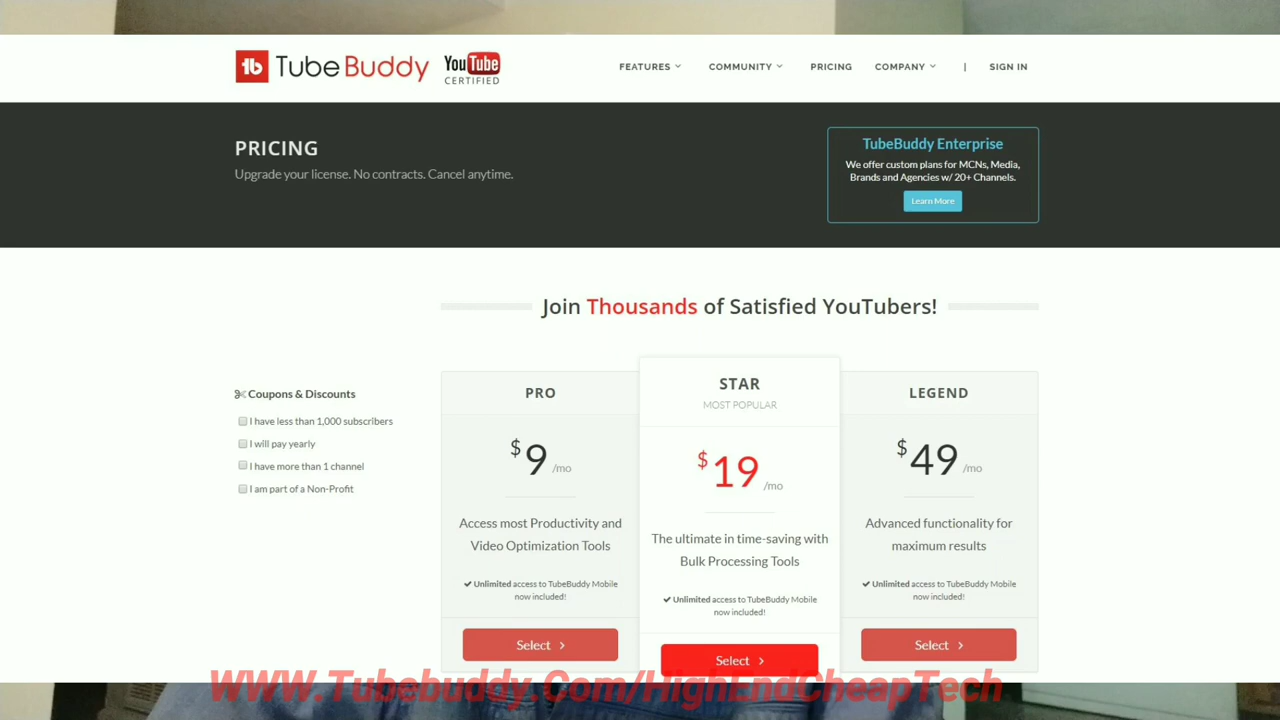 TubeBuddy
YouTube
CERTIFIED
FEATURES
COMMUNITY
PRICING
COMPANY
|
SIGN IN
PRICING
Upgrade your license. No contracts. Cancel anytime.
TubeBuddy Enterprise
We offer custom plans for MCNs, Media,
Brands and Agencies w/ 20+ Channels.
Learn More
Join Thousands of Satisfied YouTubers!
Coupons & Discounts
I have less than 1,000 subscribers
I will pay yearly
I have more than 1 channel
I am part of a Non-Profit
PRO
$9/mo
Access most Productivity and
Video Optimization Tools
✔ Unlimited access to TubeBuddy Mobile
now included!
Select >
STAR
MOST POPULAR
$19/mo
The ultimate in time-saving with
Bulk Processing Tools
✔ Unlimited access to TubeBuddy Mobile
now included!
Select >
LEGEND
$49/mo
Advanced functionality for
maximum results
✔ Unlimited access to TubeBuddy Mobile
now included!
Select >
WWW.Tubebuddy.Com/HighEndCheapTech